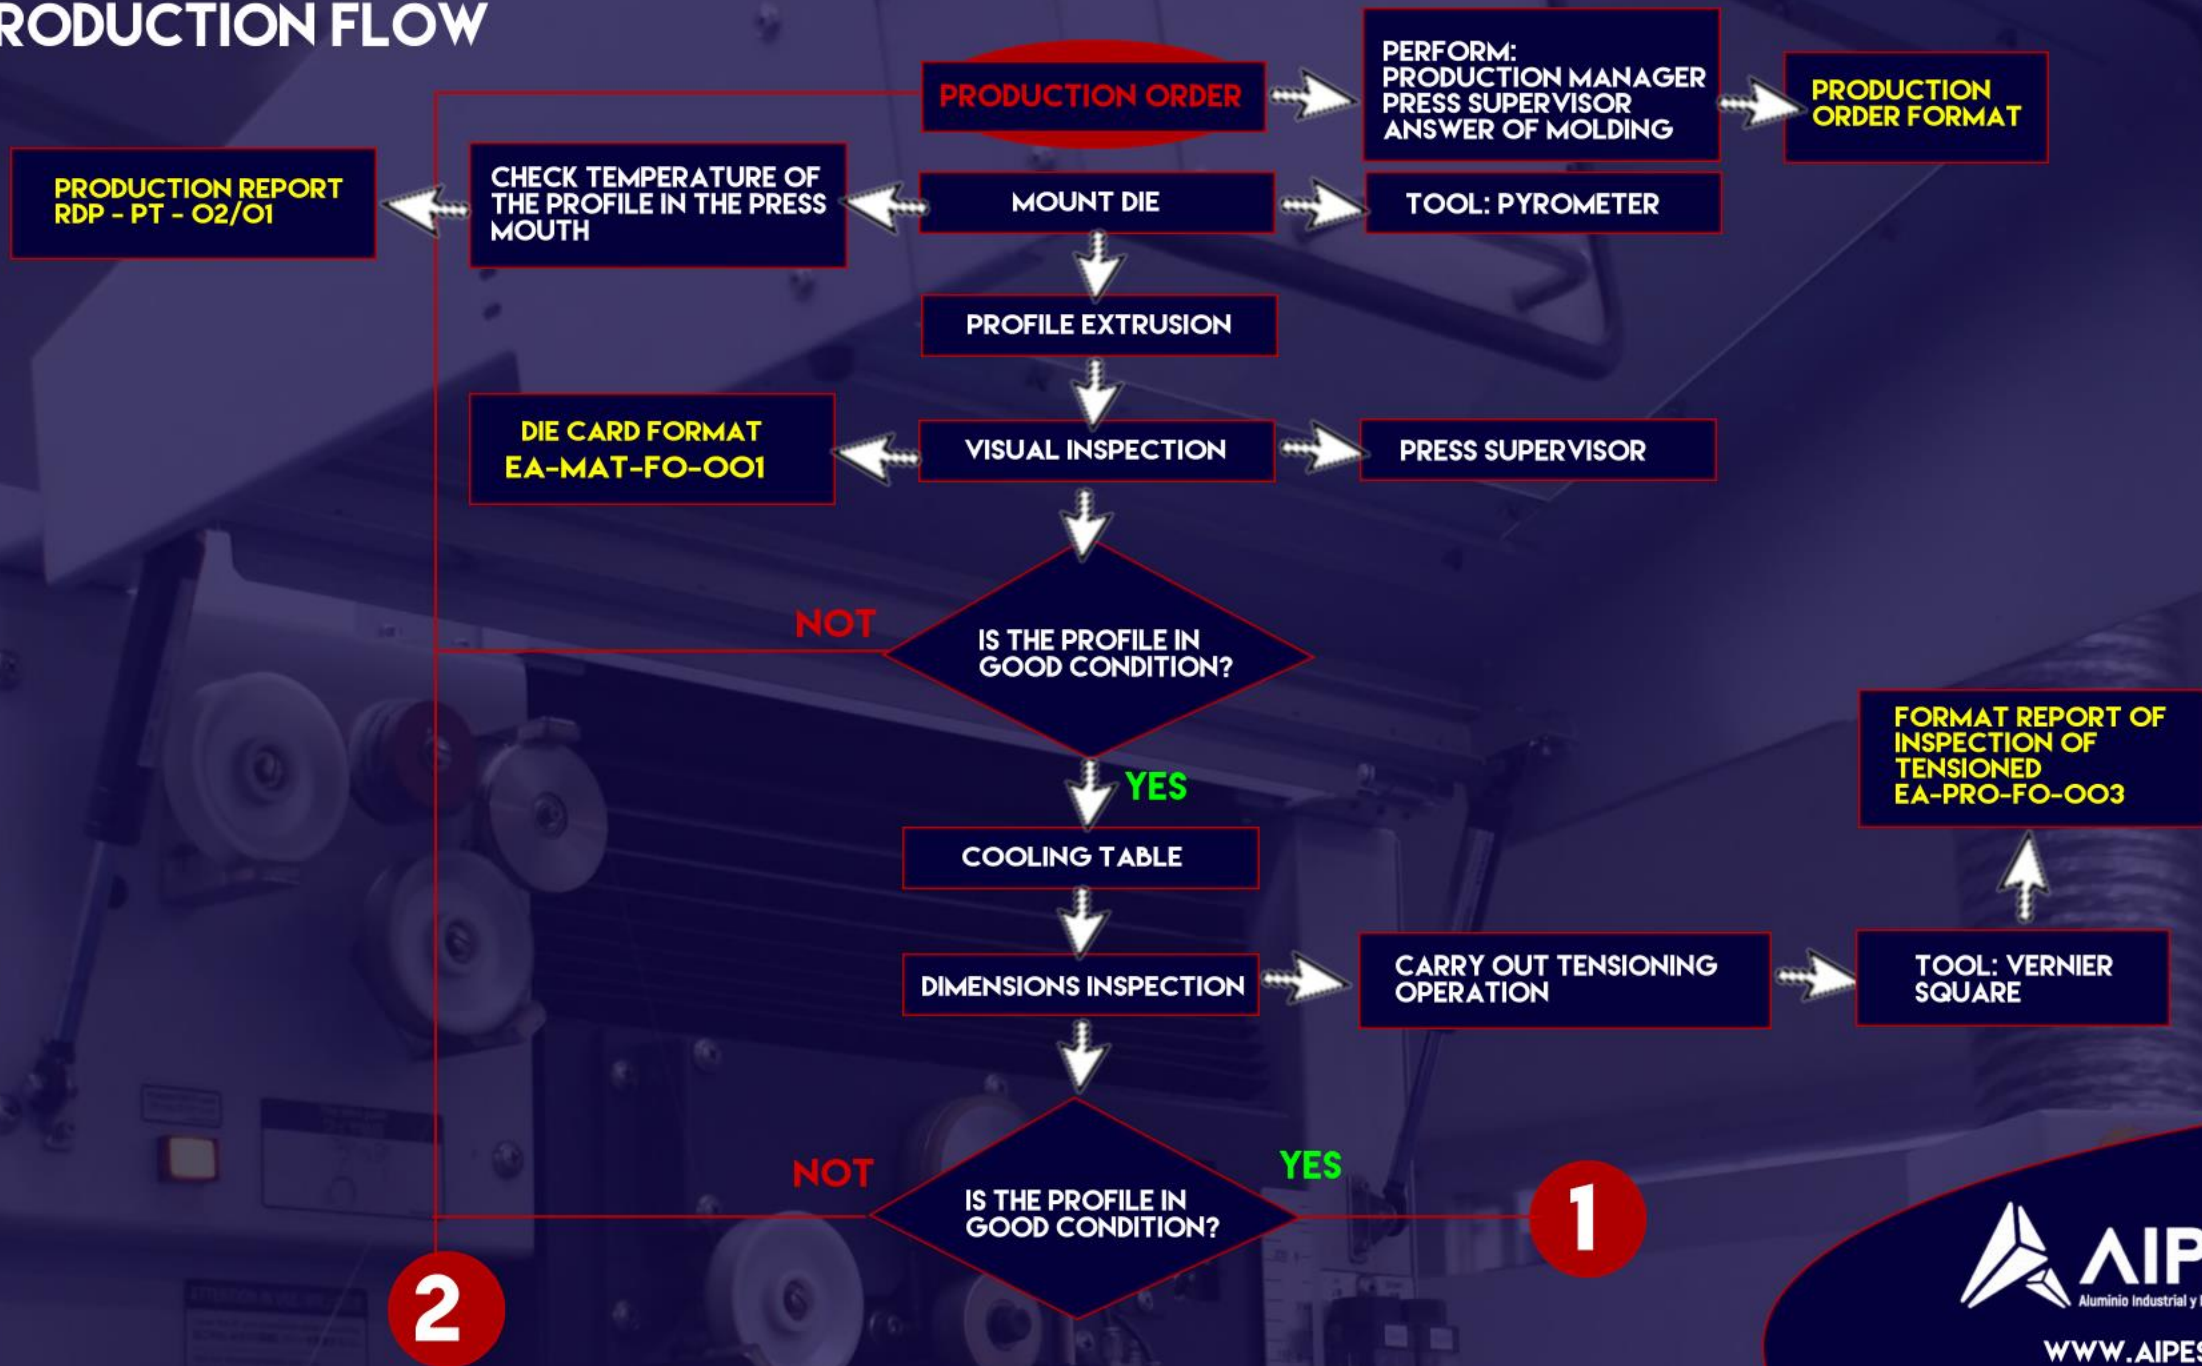 RODUCTION FLOW
PRODUCTION ORDER
PERFORM:
PRODUCTION MANAGER
PRESS SUPERVISOR
ANSWER OF MOLDING
PRODUCTION
ORDER FORMAT
PRODUCTION REPORT
RDP - PT - 02/01
CHECK TEMPERATURE OF
THE PROFILE IN THE PRESS
MOUTH
MOUNT DIE
TOOL: PYROMETER
PROFILE EXTRUSION
DIE CARD FORMAT
EA-MAT-FO-001
VISUAL INSPECTION
PRESS SUPERVISOR
NOT
IS THE PROFILE IN
GOOD CONDITION?
YES
FORMAT REPORT OF
INSPECTION OF
TENSIONED
EA-PRO-FO-003
COOLING TABLE
DIMENSIONS INSPECTION
CARRY OUT TENSIONING
OPERATION
TOOL: VERNIER
SQUARE
NOT
IS THE PROFILE IN
GOOD CONDITION?
YES
1
2
AIP
Aluminio Industrial y
WWW.AIPES